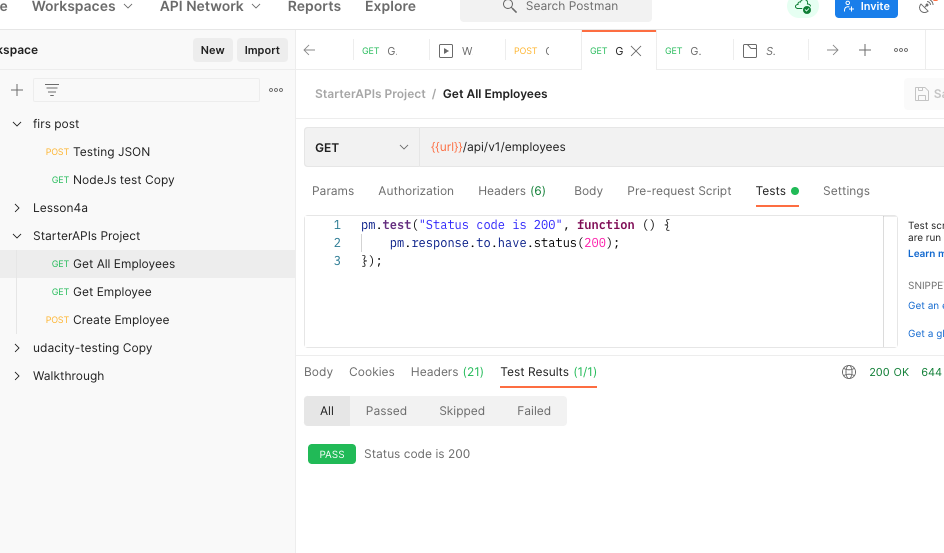 Workspaces
API Network
Reports
Explore
Search Postman
Invite
New
Import
GET G.
W
POST
GET G
GET G.
S.
StarterAPIs Project / Get All Employees
firs post
POST Testing JSON
GET NodeJs test Copy
Lesson4a
StarterAPIs Project
GET Get All Employees
GET Get Employee
POST Create Employee
udacity-testing Copy
Walkthrough
GET
{{url}}/api/v1/employees
Params
Authorization
Headers (6)
Body
Pre-request Script
Tests
Settings
1 pm.test("Status code is 200", function () {
2 pm.response.to.have.status(200);
3 });
Test scr
are run
Learn m
SNIPPE
Get an e
Get a gl
Body
Cookies
Headers (21)
Test Results (1/1)
200 OK
644
All
Passed
Skipped
Failed
PASS
Status code is 200